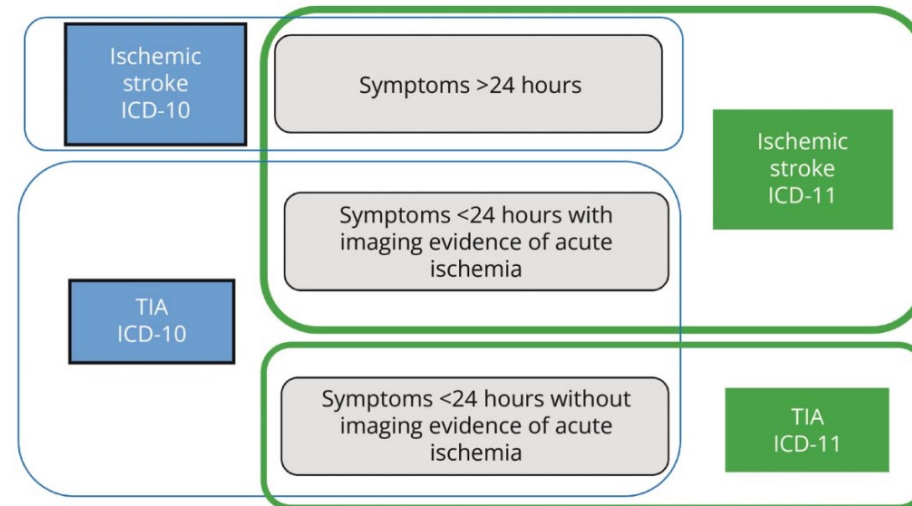 Ischemic
stroke
ICD-10
Symptoms >24 hours
Ischemic
stroke
ICD-11
Symptoms <24 hours with
imaging evidence of acute
ischemia
TIA
ICD-10
Symptoms <24 hours without
imaging evidence of acute
ischemia
TIA
ICD-11